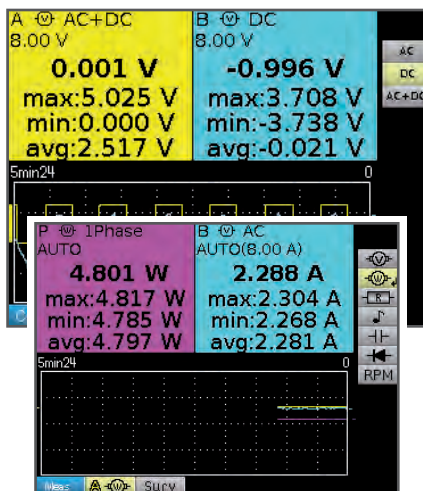 A V AC+DC
8.00 V
0.001 V
max:5.025 V
min:0.000 V
avg:2.517 V
B V DC
8.00 V
-0.996 V
max:3.708 V
min:-3.738 V
avg:-0.021 V
AC
DC
AC+DC
5min24 0
P W 1Phase
AUTO
4.801 W
max:4.817 W
min:4.785 W
avg:4.797 W
B V AC
AUTO(8.00 A)
2.288 A
max:2.304 A
min:2.268 A
avg:2.281 A
V
W
R
RPM
5min24 0
Meas A W Surv